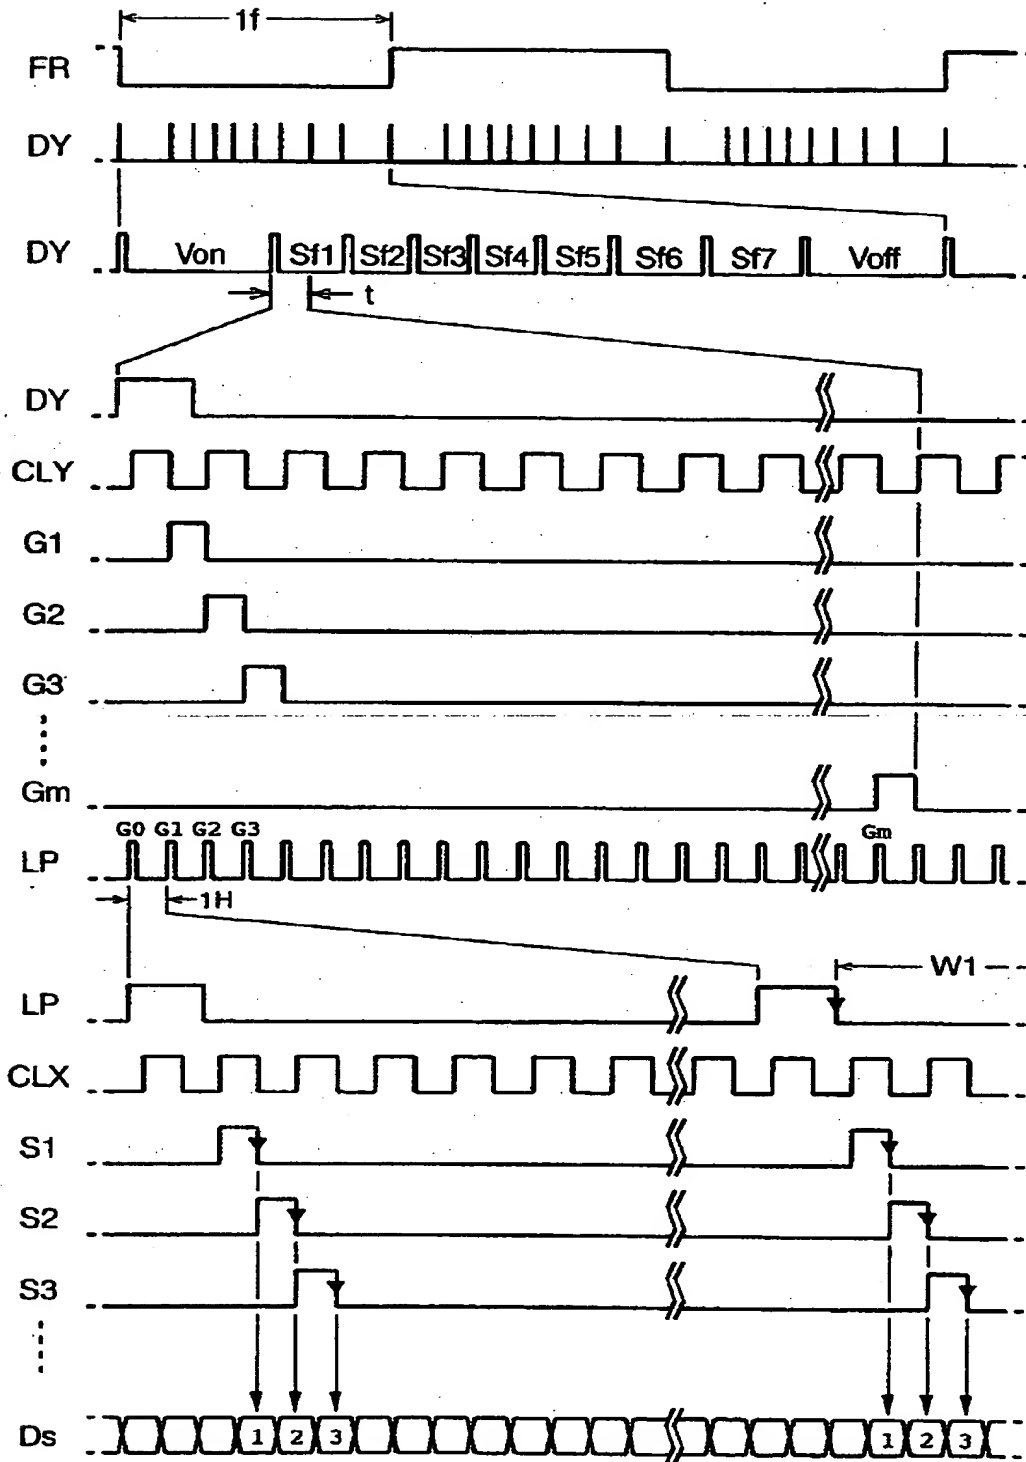 1f
FR
DY
DY Von Sf1 Sf2 Sf3 Sf4 Sf5 Sf6 Sf7 Voff
t
DY
CLY
G1
G2
G3
Gm
G0 G1 G2 G3 Gm
LP
1H
W1
LP
CLX
S1
S2
S3
Ds 1 2 3 1 2 3